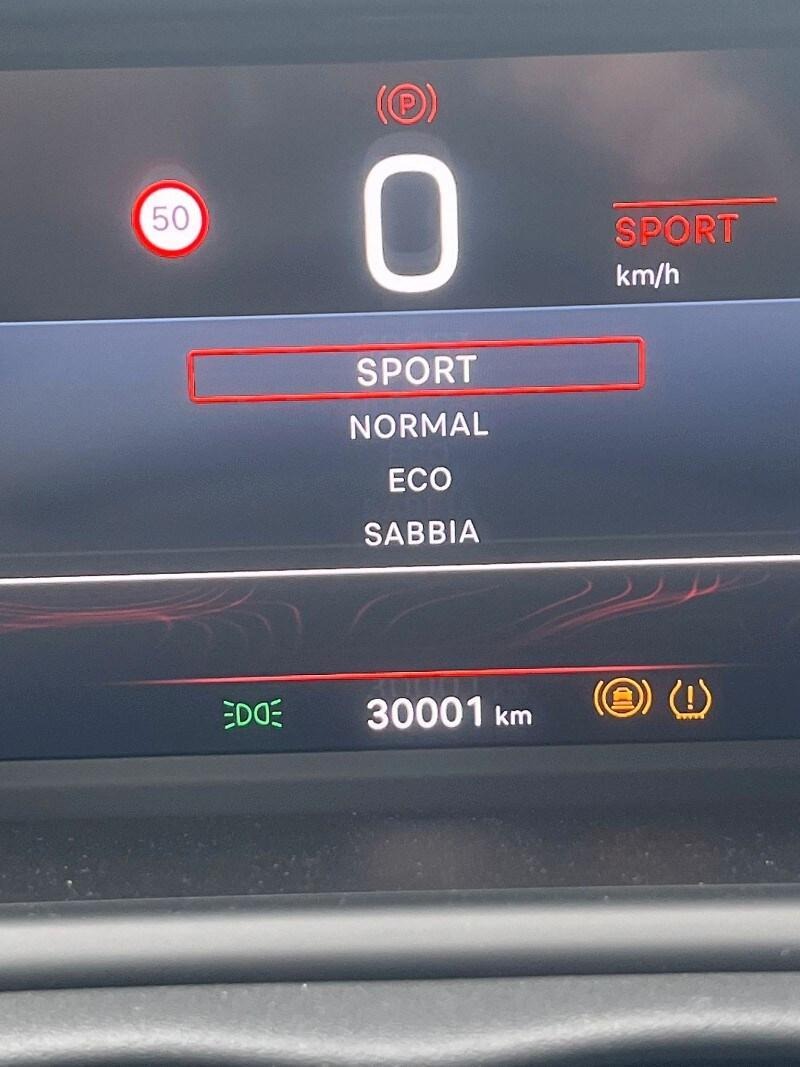 P
0
50
SPORT
km/h
SPORT
NORMAL
ECO
SABBIA
30001 km